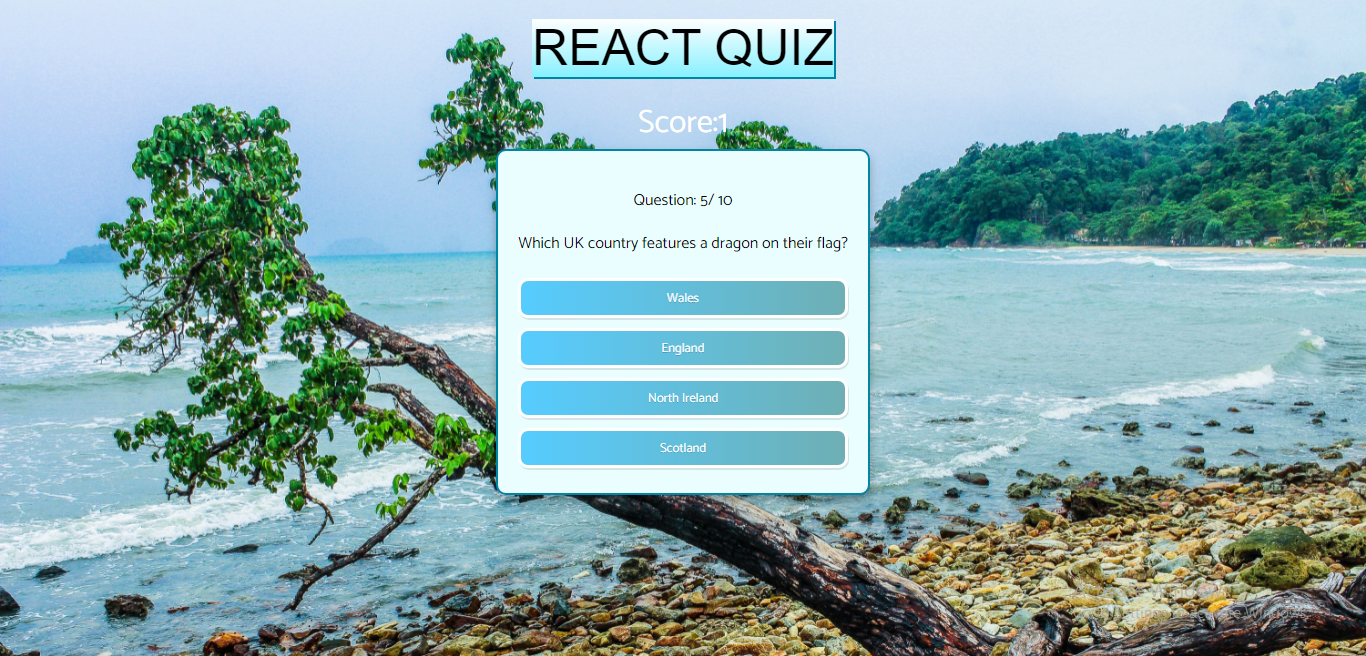 REACT QUIZ
Score:1
Question: 5/ 10
Which UK country features a dragon on their flag?
Wales
England
North Ireland
Scotland